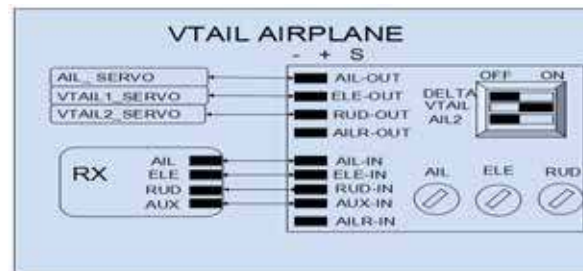 VTAIL AIRPLANE
- + S
AIL_SERVO
VTAIL1_SERVO
VTAIL2_SERVO
AIL-OUT
ELE-OUT
RUD-OUT
AILR-OUT
OFF ON
DELTA
VTAIL
AIL2
RX
AIL
ELE
RUD
AUX
AIL-IN
ELE-IN
RUD-IN
AUX-IN
AILR-IN
AIL ELE RUD